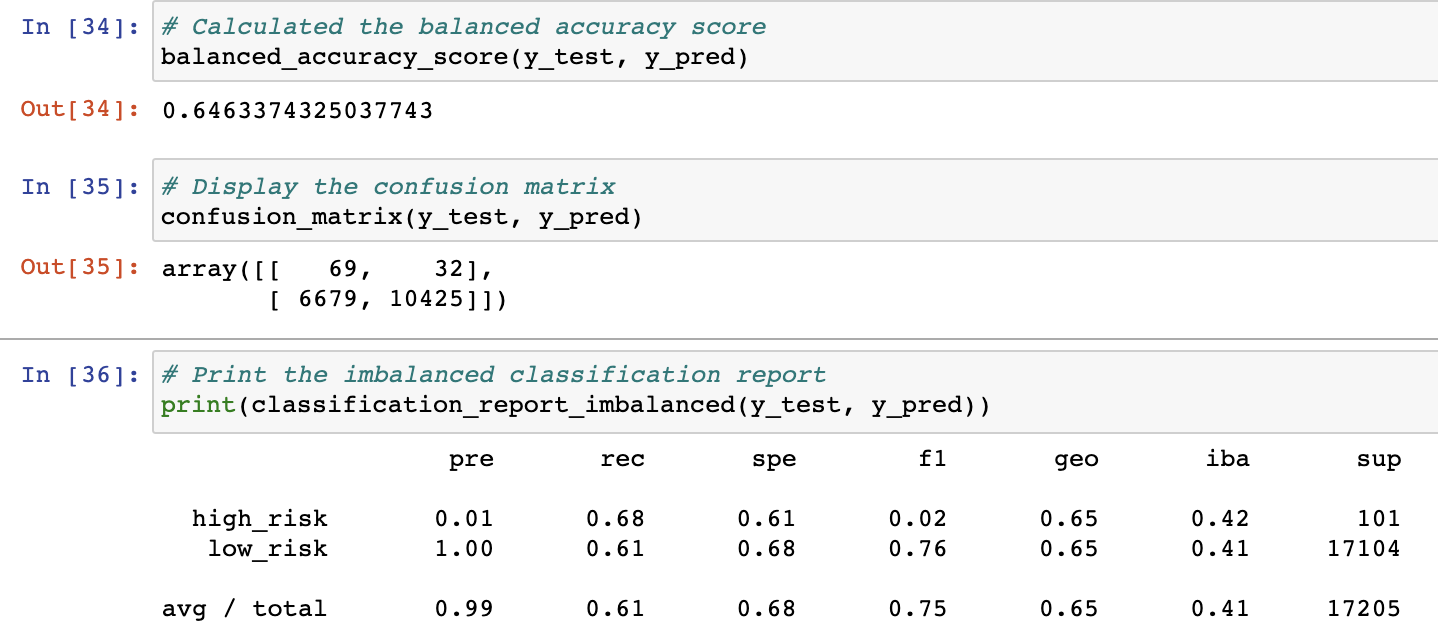 In [34]: # Calculated the balanced accuracy score
balanced_accuracy_score(y_test, y_pred)
Out[34]: 0.6463374325037743
In [35]: # Display the confusion matrix
confusion_matrix(y_test, y_pred)
Out[35]: array([[   69,    32],
       [ 6679, 10425]])
In [36]: # Print the imbalanced classification report
print(classification_report_imbalanced(y_test, y_pred))
pre rec spe f1 geo iba sup
high_risk 0.01 0.68 0.61 0.02 0.65 0.42 101
low_risk 1.00 0.61 0.68 0.76 0.65 0.41 17104
avg / total 0.99 0.61 0.68 0.75 0.65 0.41 17205